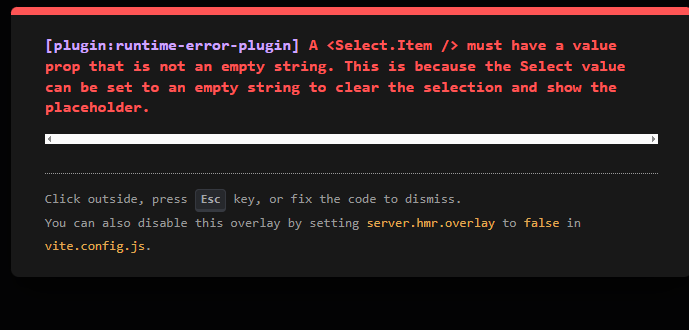 [plugin:runtime-error-plugin] A <Select.Item /> must have a value
prop that is not an empty string. This is because the Select value
can be set to an empty string to clear the selection and show the
placeholder.
Click outside, press Esc key, or fix the code to dismiss.
You can also disable this overlay by setting server.hmr.overlay to false in
vite.config.js.